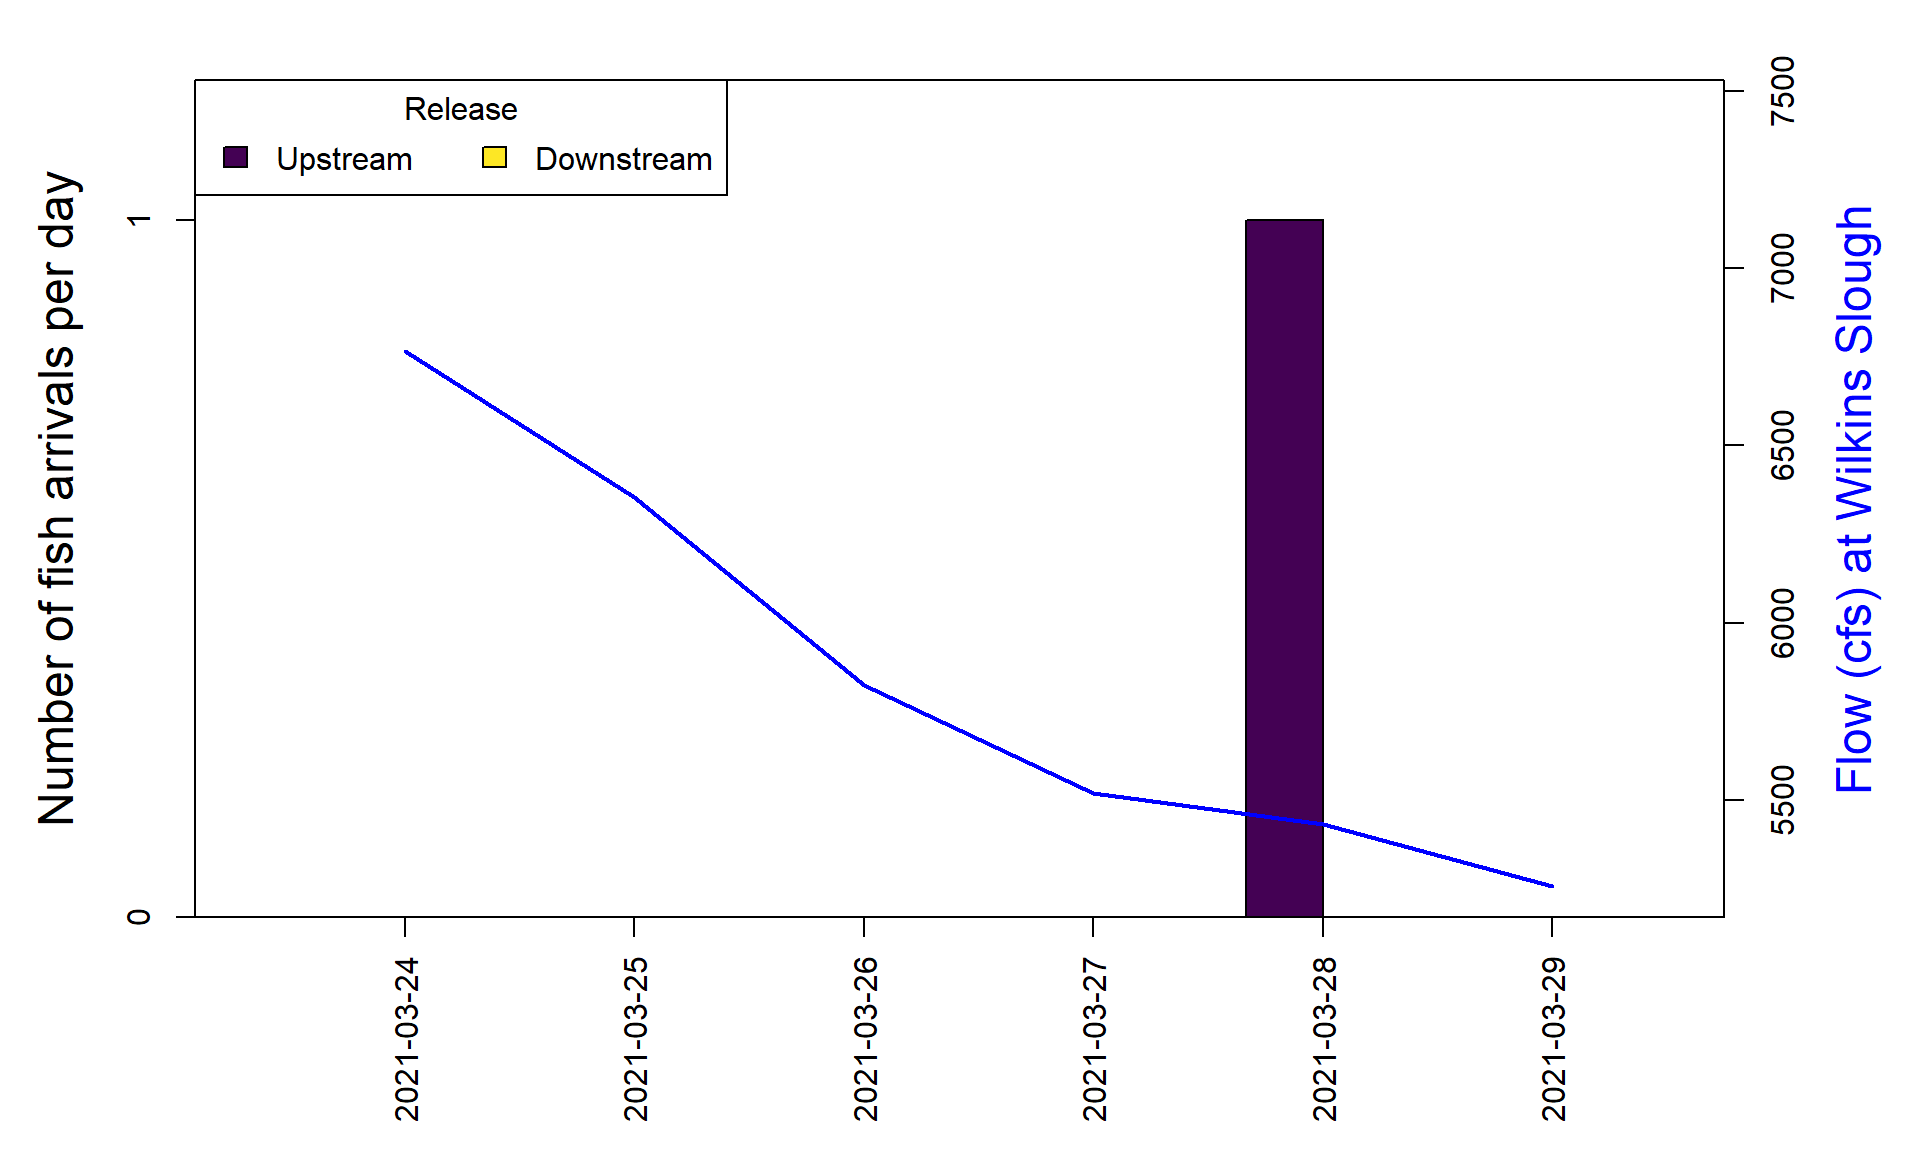 Release
Upstream
Downstream
Number of fish arrivals per day
1
0
7500
7000
6500
6000
5500
Flow (cfs) at Wilkins Slough
2021-03-24
2021-03-25
2021-03-26
2021-03-27
2021-03-28
2021-03-29